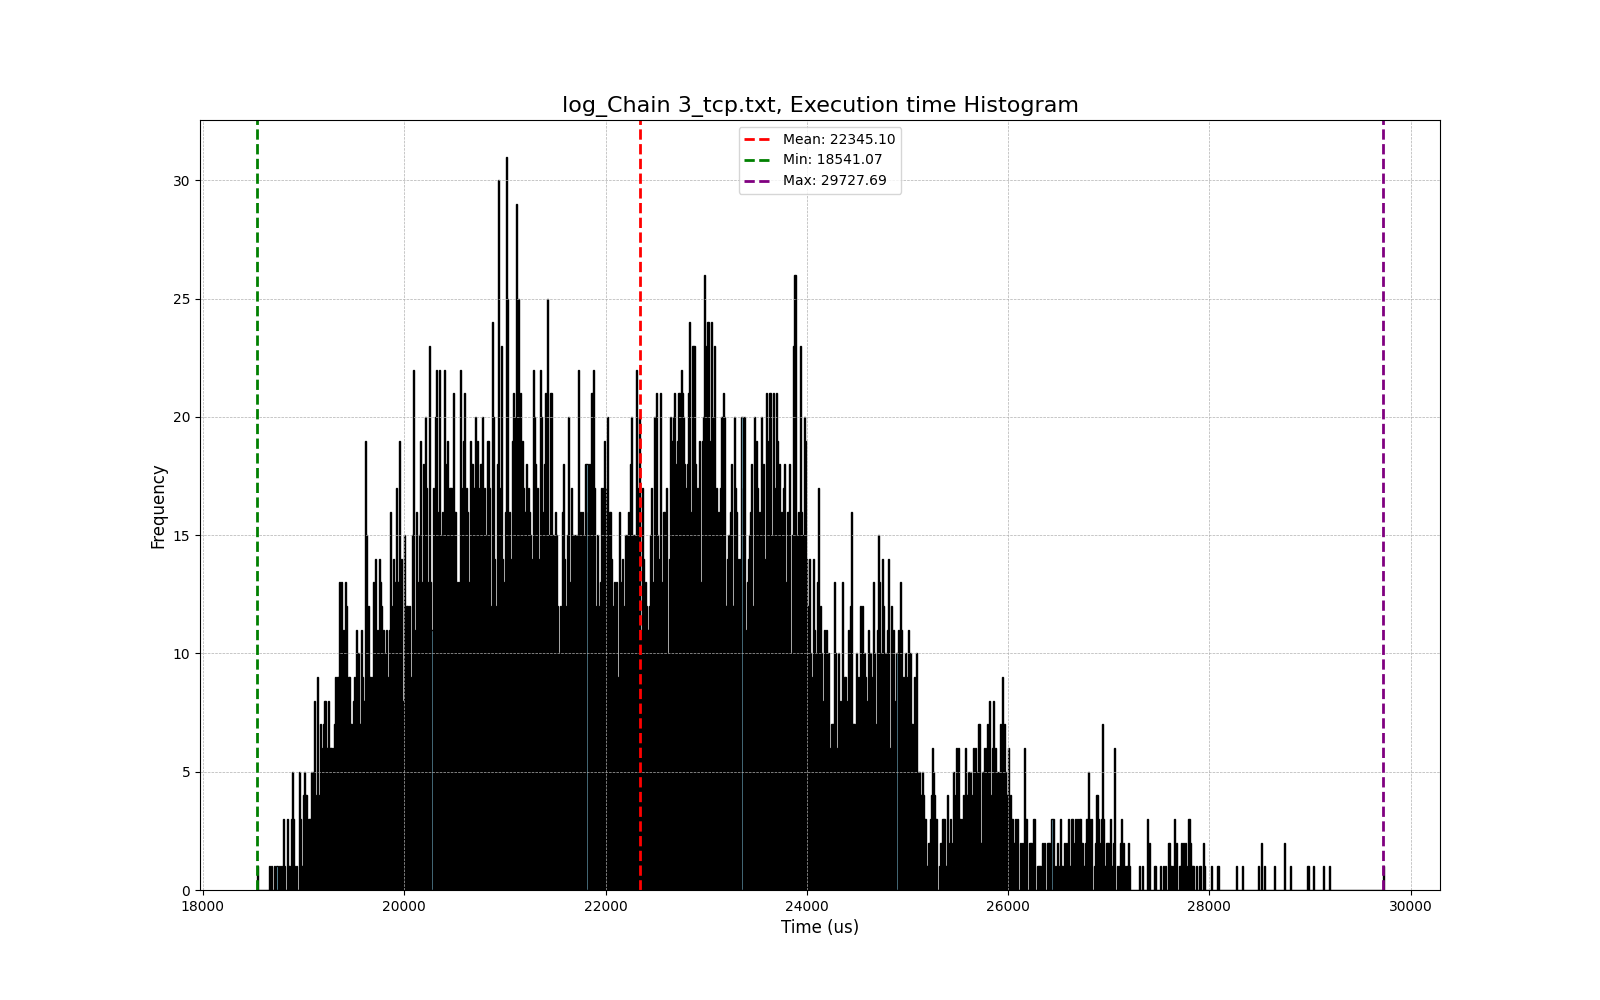 log_Chain 3_tcp.txt, Execution time Histogram
Mean: 22345.10
Min: 18541.07
Max: 29727.69
Frequency
30
25
20
15
10
5
0
18000 20000 22000 24000 26000 28000 30000
Time (us)